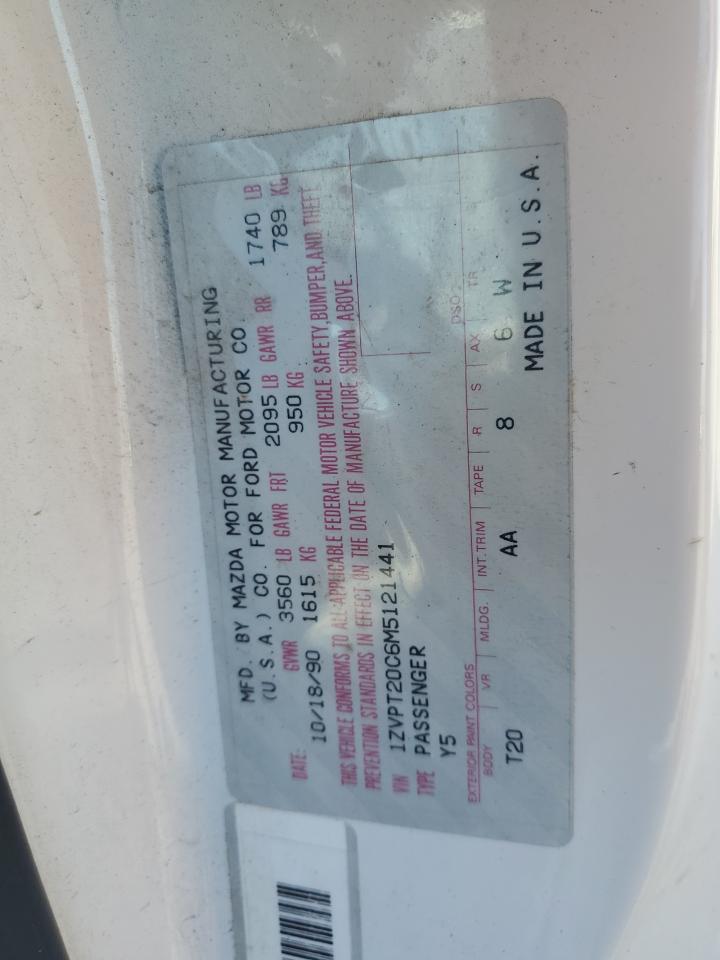 MFD. BY MAZDA MOTOR MANUFACTURING
(U.S.A.) CO. FOR FORD MOTOR CO
GVWR 3560 LB GAWR FRT 2095 LB GAWR RR 1740 LB
DATE: 10/18/90 1615 KG 950 KG 789 KG
THIS VEHICLE CONFORMS TO ALL APPLICABLE FEDERAL MOTOR VEHICLE SAFETY, BUMPER, AND THEFT
PREVENTION STANDARDS IN EFFECT ON THE DATE OF MANUFACTURE SHOWN ABOVE.
VIN 1ZVPT20C6M5121441
TYPE PASSENGER
Y5
DSO
EXTERIOR PAINT COLORS
BODY VR MLDG. INT. TRIM TAPE R S AX TR
T20 AA 8 6 W
MADE IN U.S.A.